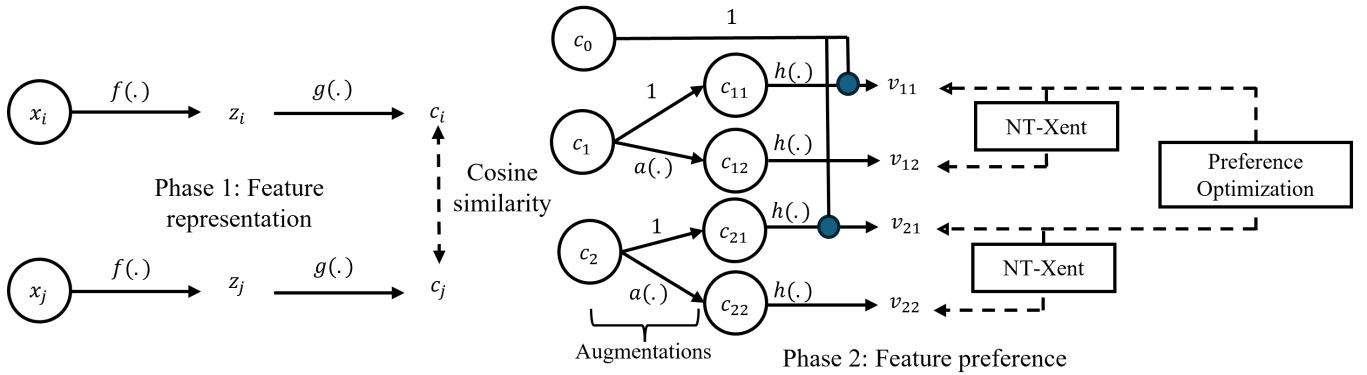 x_i
f(.)
z_i
g(.)
c_i
Phase 1: Feature
representation
Cosine
similarity
x_j
f(.)
z_j
g(.)
c_j
c_0
1
c_1
1
a(.)
c_11
h(.)
v_11
c_12
h(.)
v_12
NT-Xent
c_2
1
a(.)
c_21
h(.)
v_21
c_22
h(.)
v_22
NT-Xent
Preference
Optimization
Augmentations
Phase 2: Feature preference